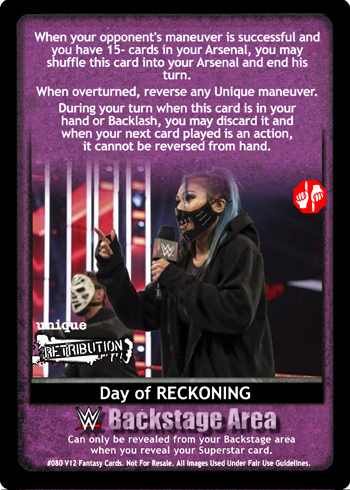 When your opponent's maneuver is successful and
you have 15- cards in your Arsenal, you may
shuffle this card into your Arsenal and end his
turn.
When overturned, reverse any Unique maneuver.
During your turn when this card is in your
hand or Backlash, you may discard it and
when your next card played is an action,
it cannot be reversed from hand.
unique
RETRIBUTION
Day of RECKONING
Backstage Area
Can only be revealed from your Backstage area
when you reveal your Superstar card.
#080 V12 Fantasy Cards. Not For Resale. All Images Used Under Fair Use Guidelines.